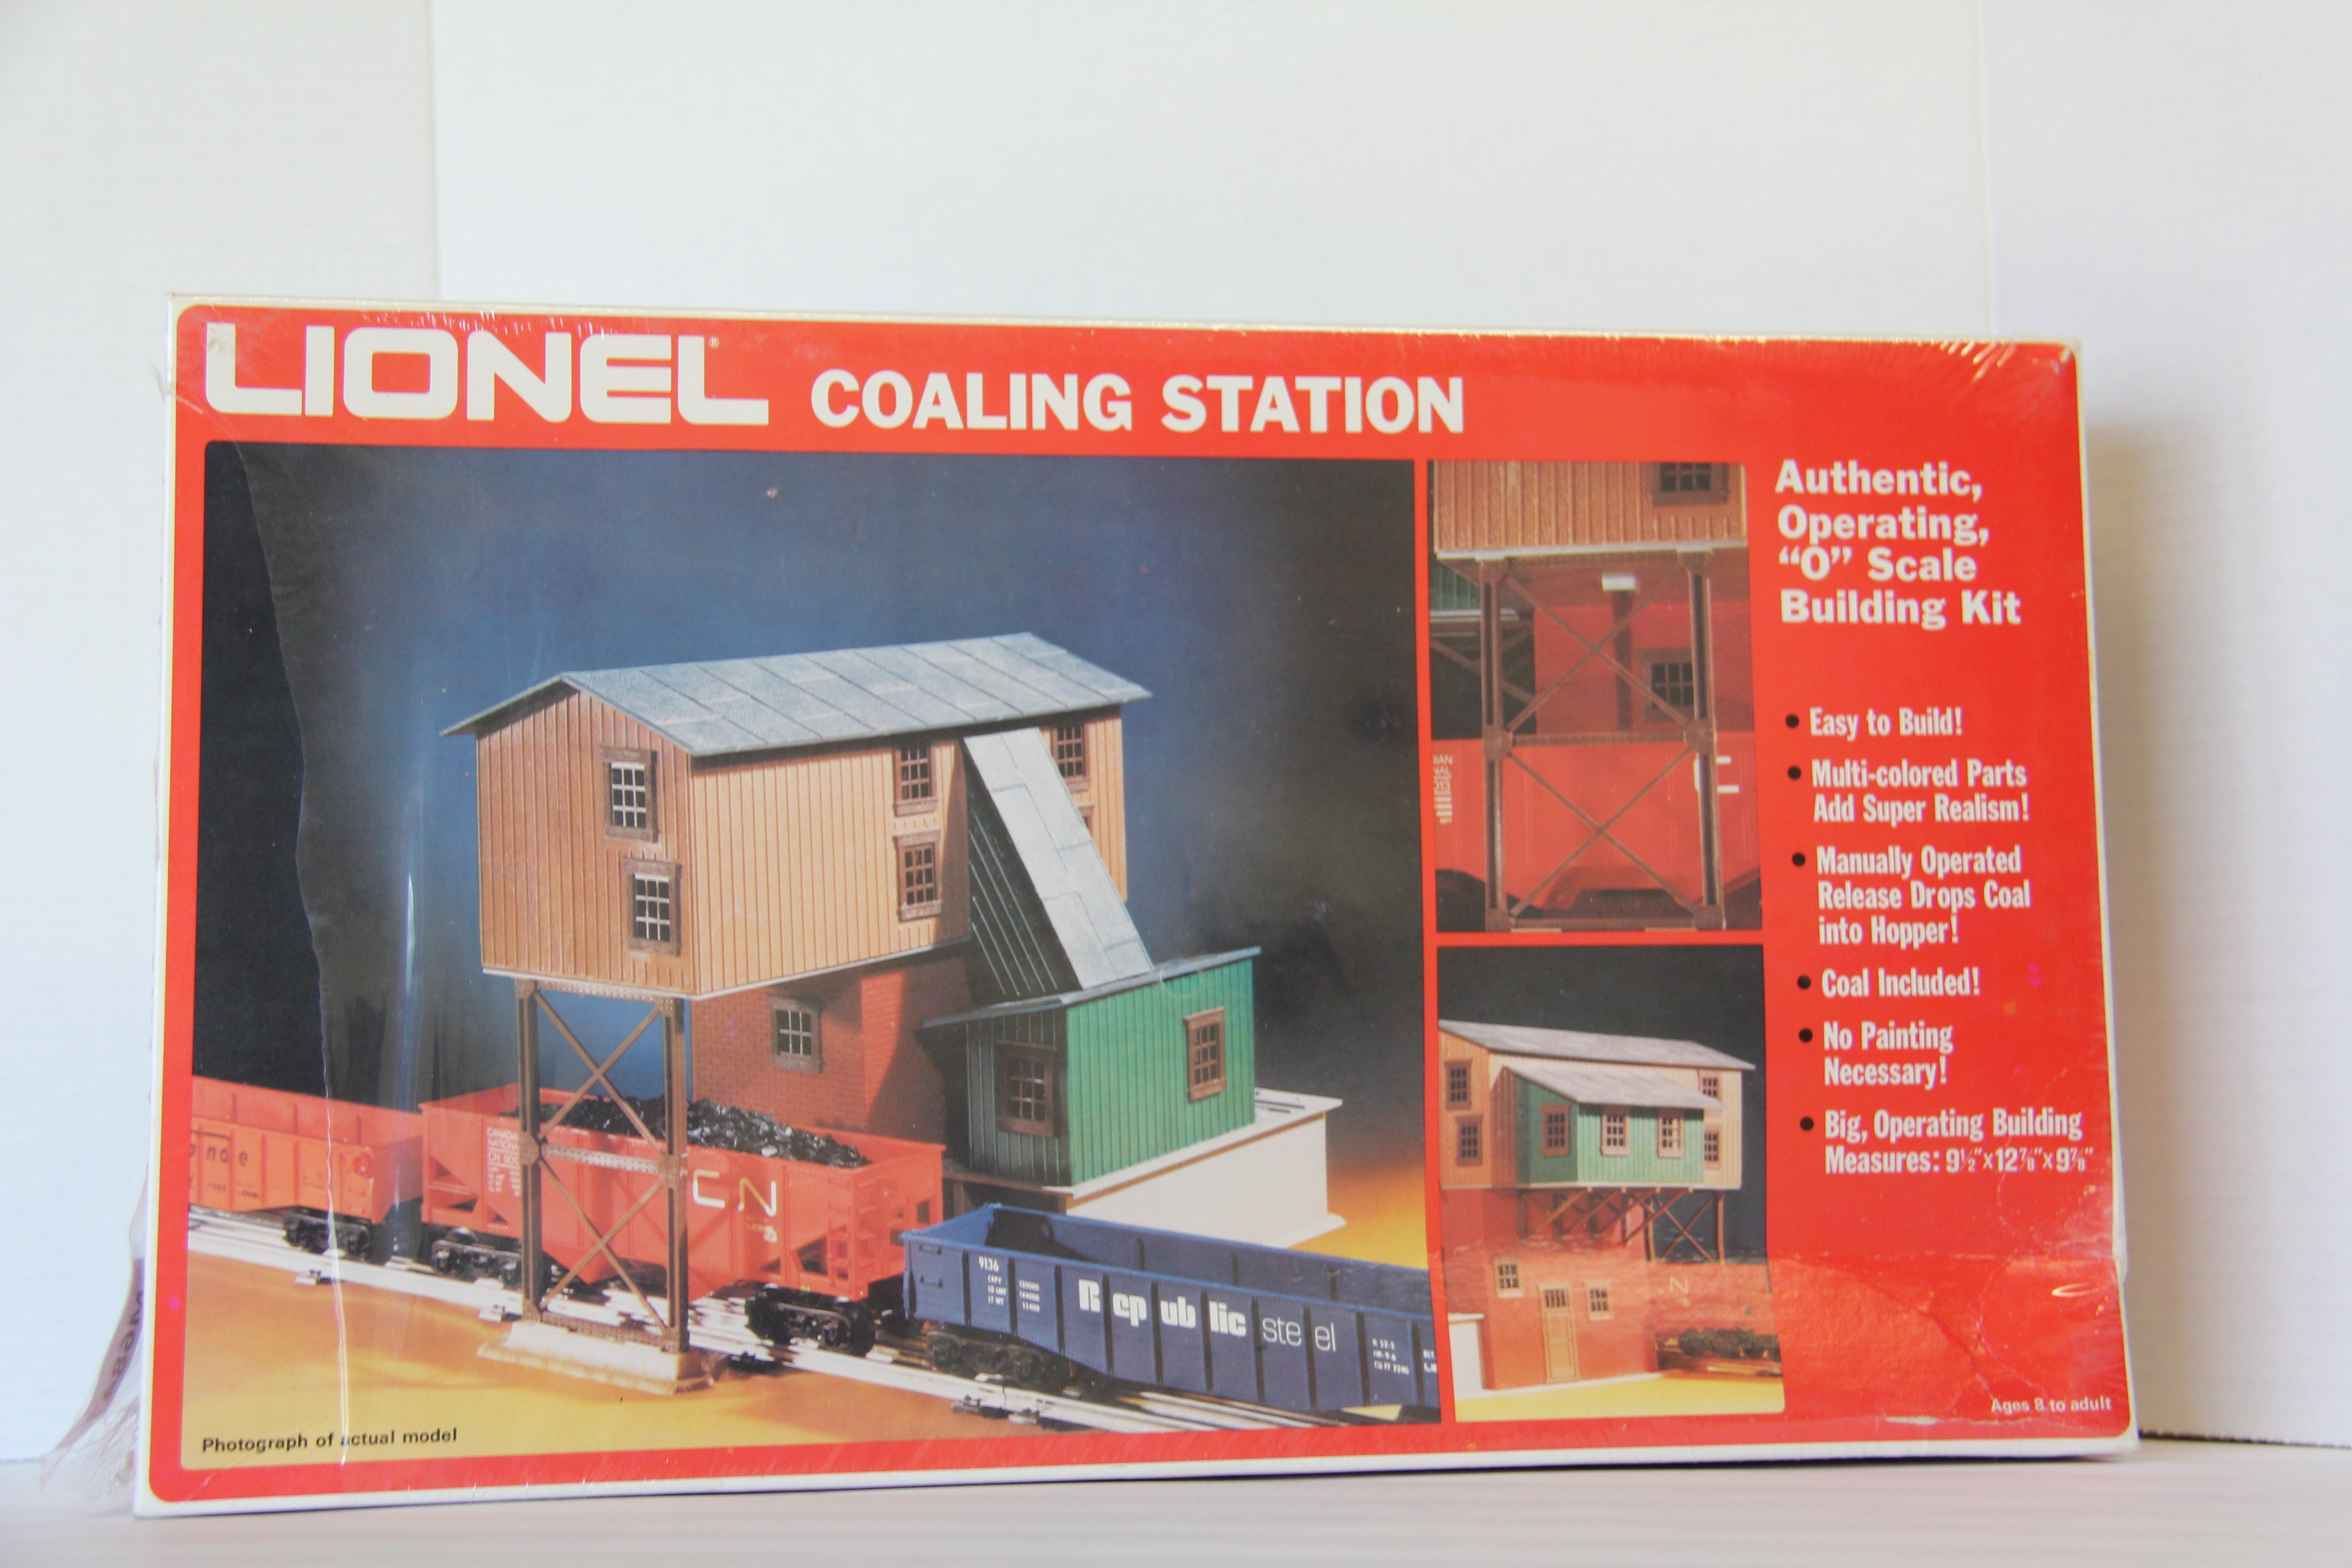 LIONEL® COALING STATION
Authentic,
Operating,
“O” Scale
Building Kit
• Easy to Build!
• Multi-colored Parts
Add Super Realism!
• Manually Operated
Release Drops Coal
into Hopper!
• Coal Included!
• No Painting
Necessary!
• Big, Operating Building
Measures: 9½"x12⅞"x9⅞"
CANADIAN
NATIONAL
CN
9136
Republic steel
Photograph of actual model
Ages 8 to adult